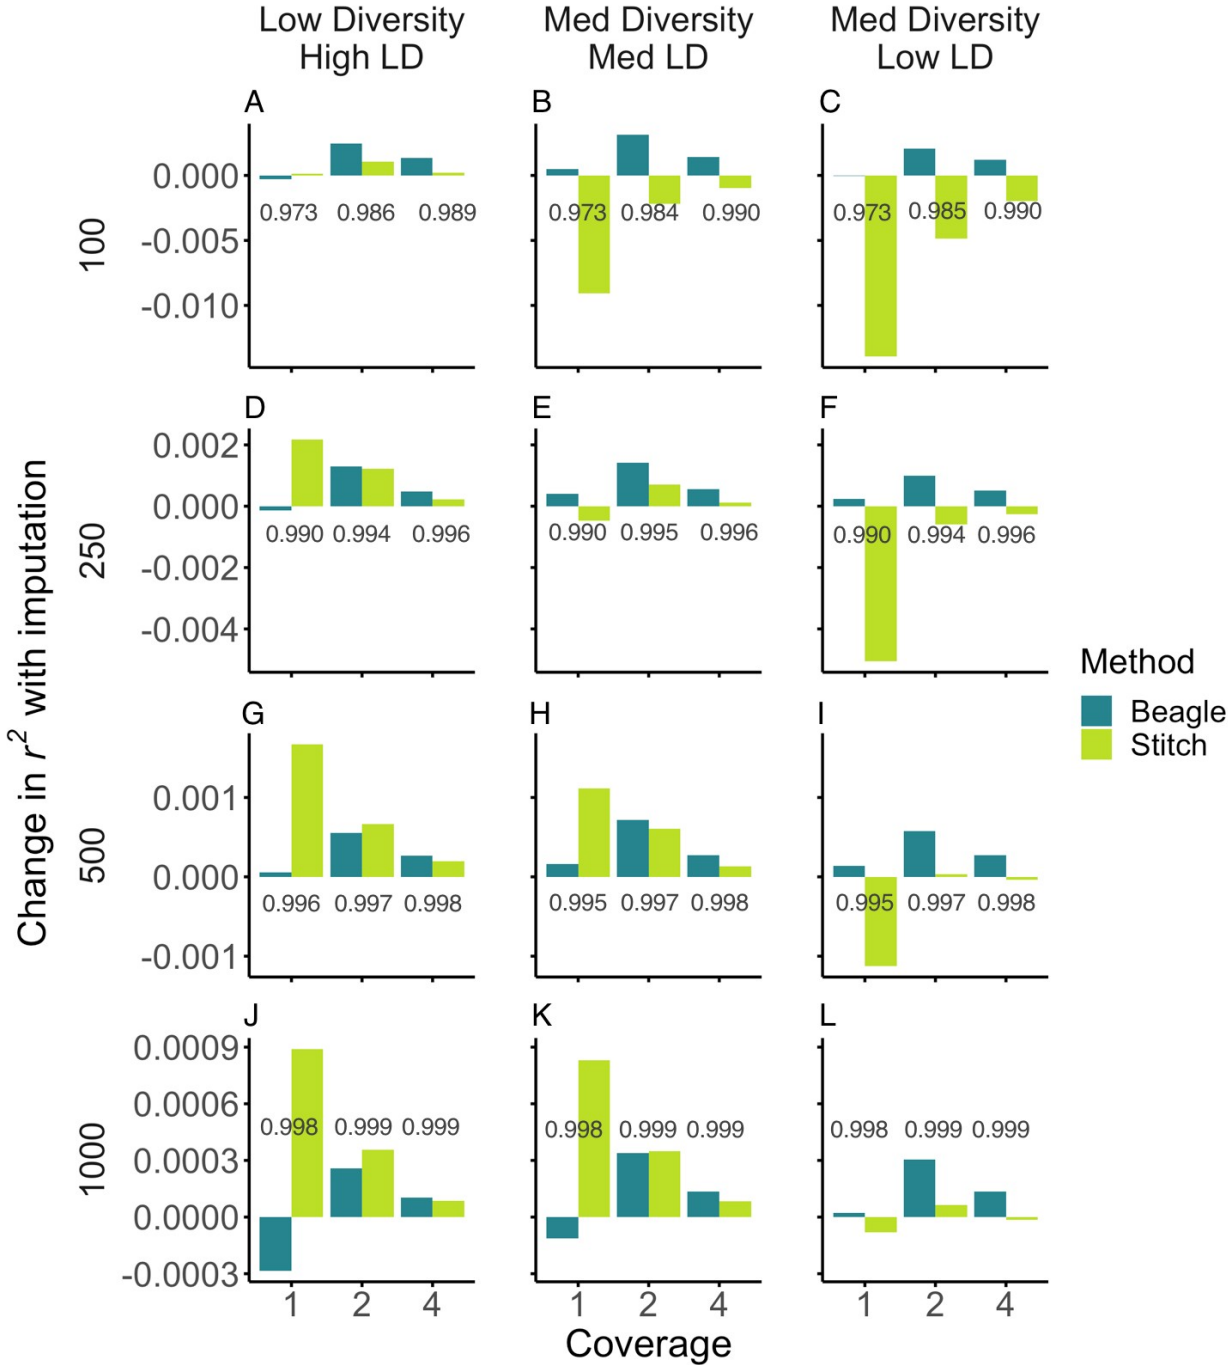 Low Diversity
High LD
Med Diversity
Med LD
Med Diversity
Low LD
A
B
C
0.000
-0.005
-0.010
100
0.973 0.986 0.989
0.973 0.984 0.990
0.973 0.985 0.990
D
E
F
0.002
0.000
-0.002
-0.004
250
0.990 0.994 0.996
0.990 0.995 0.996
0.990 0.994 0.996
Change in r² with imputation
G
H
I
0.001
0.000
-0.001
500
0.996 0.997 0.998
0.995 0.997 0.998
0.995 0.997 0.998
Method
Beagle
Stitch
J
K
L
0.0009
0.0006
0.0003
0.0000
-0.0003
1000
0.998 0.999 0.999
0.998 0.999 0.999
0.998 0.999 0.999
1 2 4
1 2 4
1 2 4
Coverage